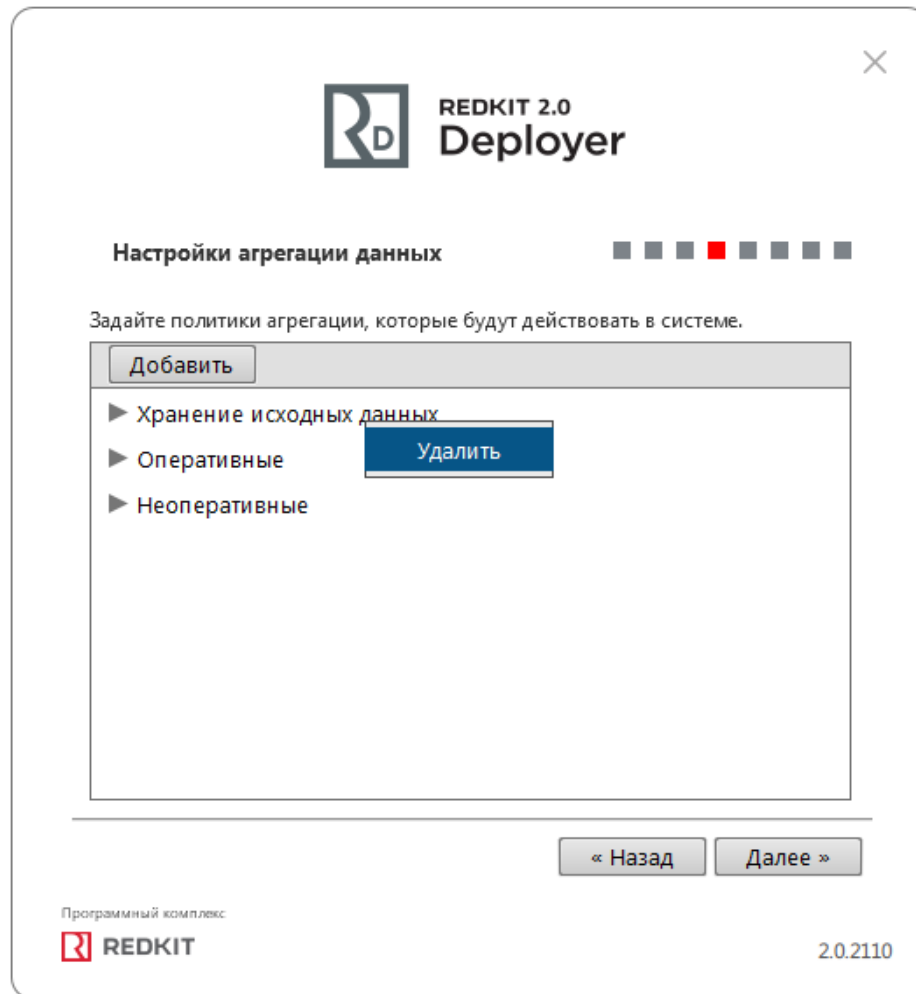 REDKIT 2.0
Deployer
Настройки агрегации данных
Задайте политики агрегации, которые будут действовать в системе.
Добавить
Хранение исходных данных
Удалить
Оперативные
Неоперативные
« Назад
Далее »
Программный комплекс
REDKIT
2.0.2110